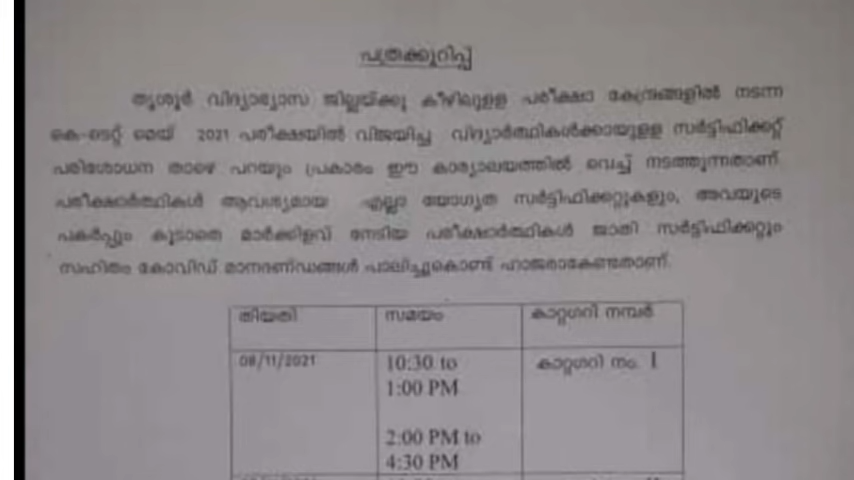 പത്രക്കുറിപ്പ്
തൃശൂർ വിദ്യാഭ്യാസ ജില്ലയ്ക്കു കീഴിലുളള പരീക്ഷാ കേന്ദ്രങ്ങളിൽ നടന്ന
കെ-ടെറ്റ് മെയ് 2021 പരീക്ഷയിൽ വിജയിച്ച വിദ്യാർത്ഥികൾക്കായുളള സർട്ടിഫിക്കറ്റ്
പരിശോധന താഴെ പറയും പ്രകാരം ഈ കാര്യാലയത്തിൽ വെച്ച് നടത്തുന്നതാണ്.
പരീക്ഷാർത്ഥികൾ ആവശ്യമായ എല്ലാ യോഗ്യത സർട്ടിഫിക്കറ്റുകളും, അവയുടെ
പകർപ്പും കൂടാതെ മാർക്കിളവ് നേടിയ പരീക്ഷാർത്ഥികൾ ജാതി സർട്ടിഫിക്കറ്റും
സഹിതം കോവിഡ് മാനദണ്ഡങ്ങൾ പാലിച്ചുകൊണ്ട് ഹാജരാകേണ്ടതാണ്.
തിയതി സമയം കാറ്റഗറി നമ്പർ
08/11/2021 10:30 to കാറ്റഗറി നം. I
1:00 PM
2:00 PM to
4:30 PM